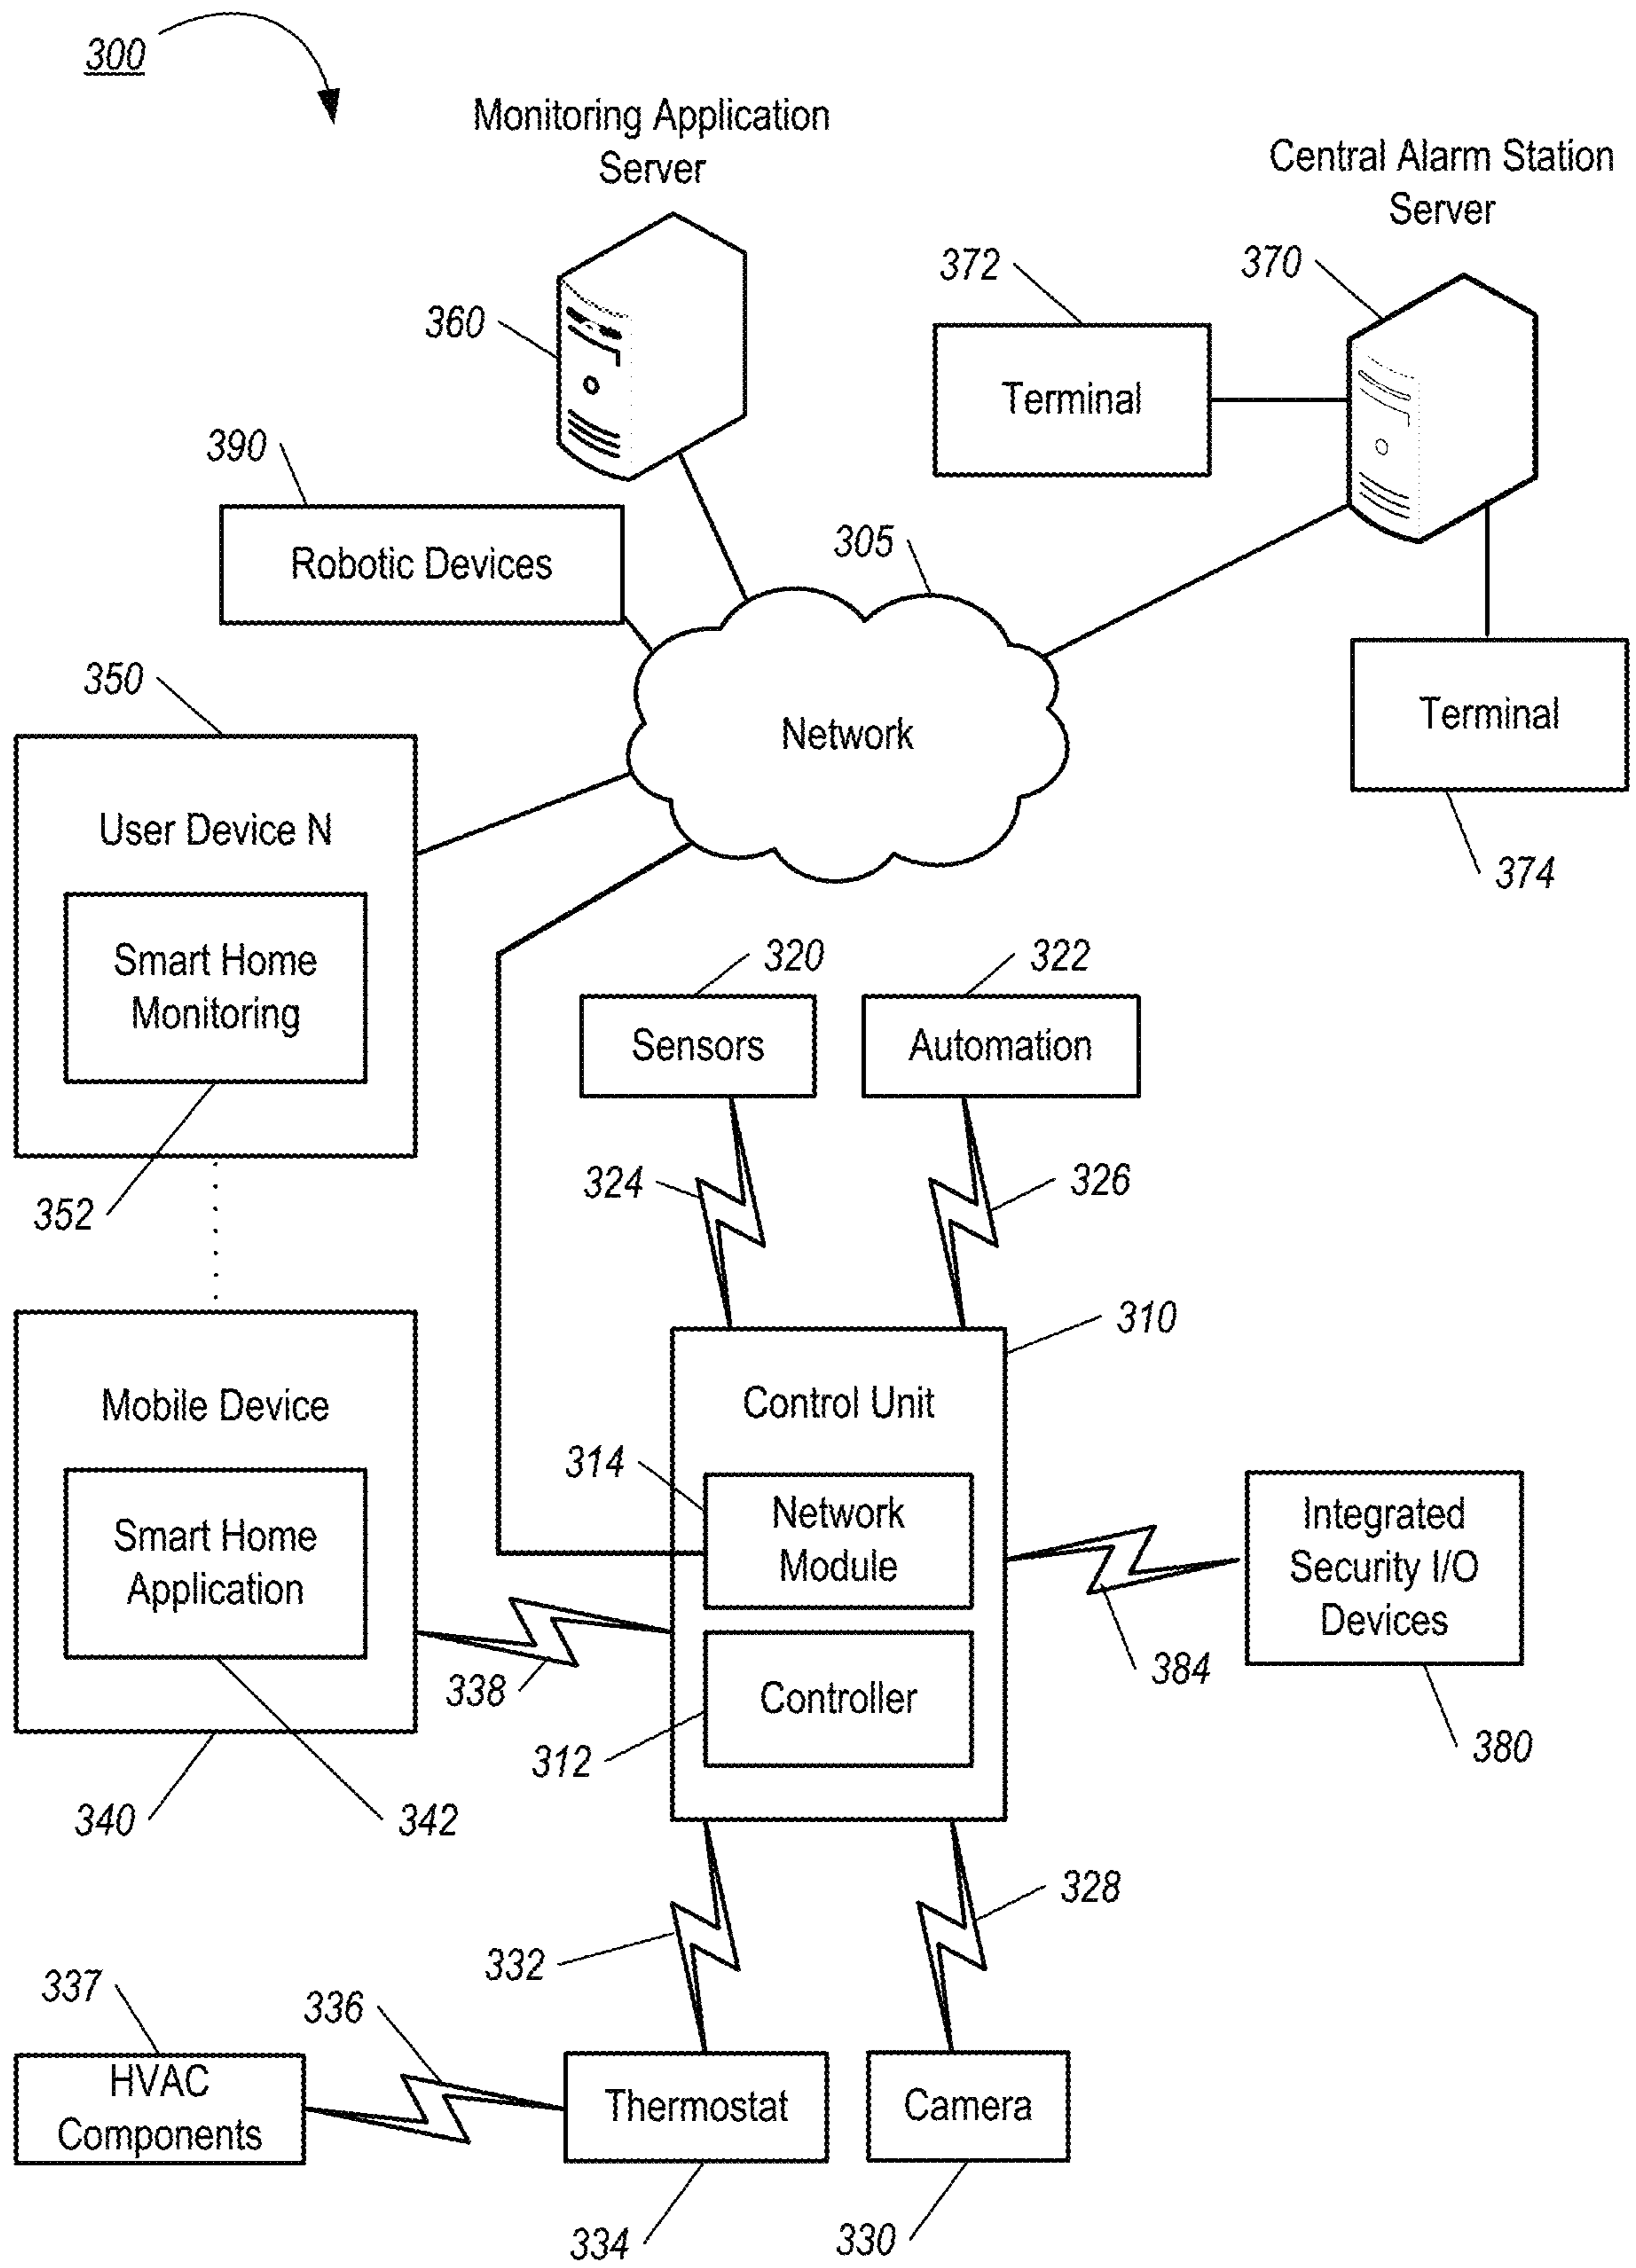 300
Monitoring Application
Server
Central Alarm Station
Server
372
370
360
Terminal
390
305
Robotic Devices
350
Network
Terminal
User Device N
374
Smart Home
Monitoring
320
322
Sensors
Automation
324
326
352
310
Mobile Device
Control Unit
314
Network
Module
Integrated
Security I/O
Devices
Smart Home
Application
338
384
Controller
312
380
340
342
328
332
337
336
HVAC
Components
Thermostat
Camera
334
330